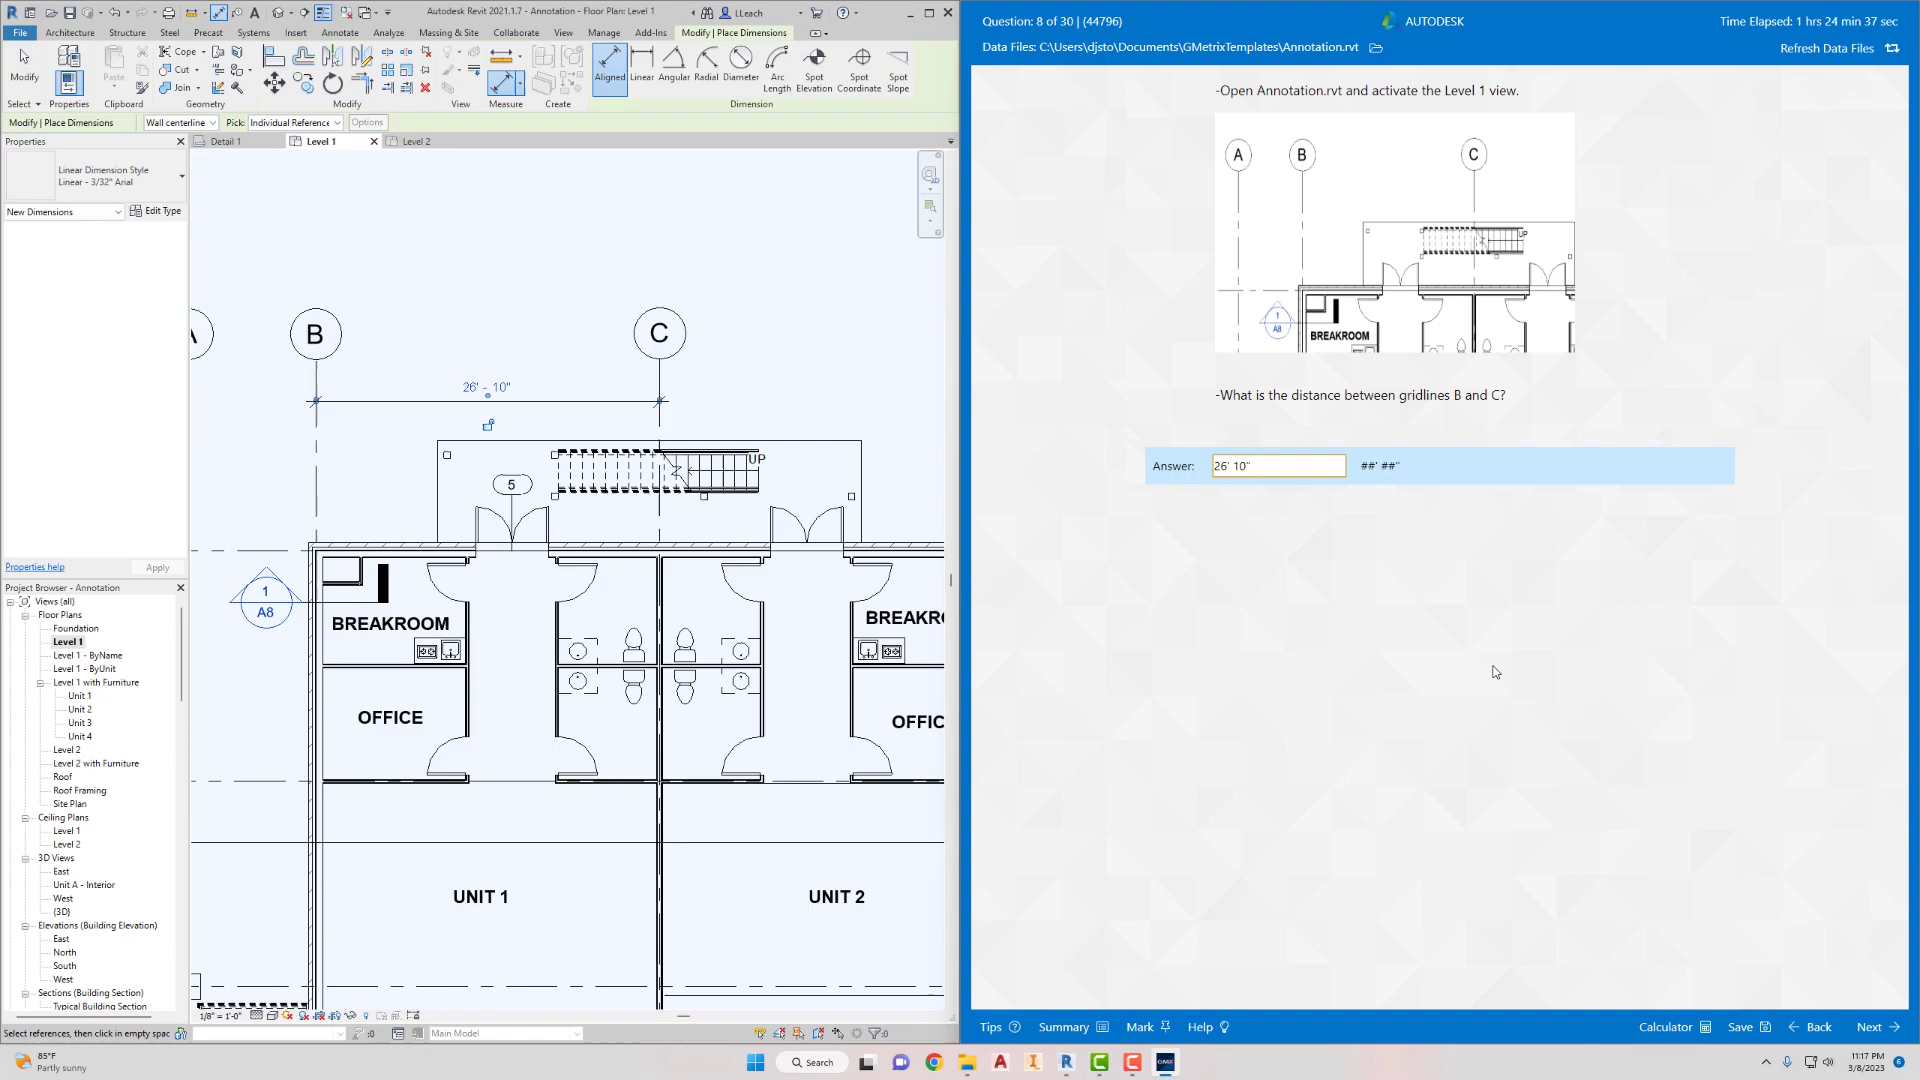 Autodesk Revit 2021.1.7 - Annotation - Floor Plan: Level 1
LLeach
File Architecture Structure Steel Precast Systems Insert Annotate Analyze Massing & Site Collaborate View Manage Add-Ins Modify | Place Dimensions
Modify
Properties
Paste
Cope
Cut
Join
Aligned Linear Angular Radial Diameter
Arc Length
Spot Elevation
Spot Coordinate
Spot Slope
Select Properties Clipboard Geometry Modify View Measure Create Dimension
Modify | Place Dimensions
Wall centerline
Pick:
Individual Reference
Options
Properties
Detail 1
Level 1
Level 2
Linear Dimension Style
Linear - 3/32" Arial
New Dimensions
Edit Type
Properties help
Apply
Project Browser - Annotation
Views (all)
Floor Plans
Foundation
Level 1
Level 1 - ByName
Level 1 - ByUnit
Level 1 with Furniture
Unit 1
Unit 2
Unit 3
Unit 4
Level 2
Level 2 with Furniture
Roof
Roof Framing
Site Plan
Ceiling Plans
Level 1
Level 2
3D Views
East
Unit A - Interior
West
{3D}
Elevations (Building Elevation)
East
North
South
West
Sections (Building Section)
Typical Building Section
A
B
C
26' - 10"
UP
5
1
A8
BREAKROOM
BREAKRO
OFFICE
OFFIC
UNIT 1
UNIT 2
1/8" = 1'-0"
Select references, then click in empty spac
:0
Main Model
:0
Question: 8 of 30 | (44796)
AUTODESK
Time Elapsed: 1 hrs 24 min 37 sec
Data Files: C:\Users\djsto\Documents\GMetrixTemplates\Annotation.rvt
Refresh Data Files
-Open Annotation.rvt and activate the Level 1 view.
A
B
C
UP
1
A8
BREAKROOM
-What is the distance between gridlines B and C?
Answer:
26' 10"
##' ##"
Tips
Summary
Mark
Help
Calculator
Save
Back
Next
85°F
Partly sunny
Search
11:17 PM
3/8/2023
6